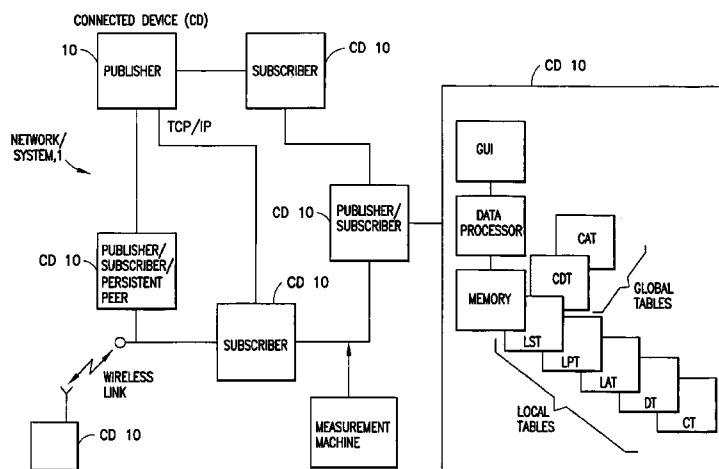 CONNECTED DEVICE (CD)
10
PUBLISHER
SUBSCRIBER
CD 10
CD 10
TCP/IP
NETWORK/
SYSTEM,1
GUI
DATA
PROCESSOR
CD 10
PUBLISHER/
SUBSCRIBER
CAT
CDT
GLOBAL
TABLES
CD 10
PUBLISHER/
SUBSCRIBER/
PERSISTENT
PEER
MEMORY
CD 10
SUBSCRIBER
LST
LPT
LAT
DT
CT
LOCAL
TABLES
WIRELESS
LINK
MEASUREMENT
MACHINE
CD 10